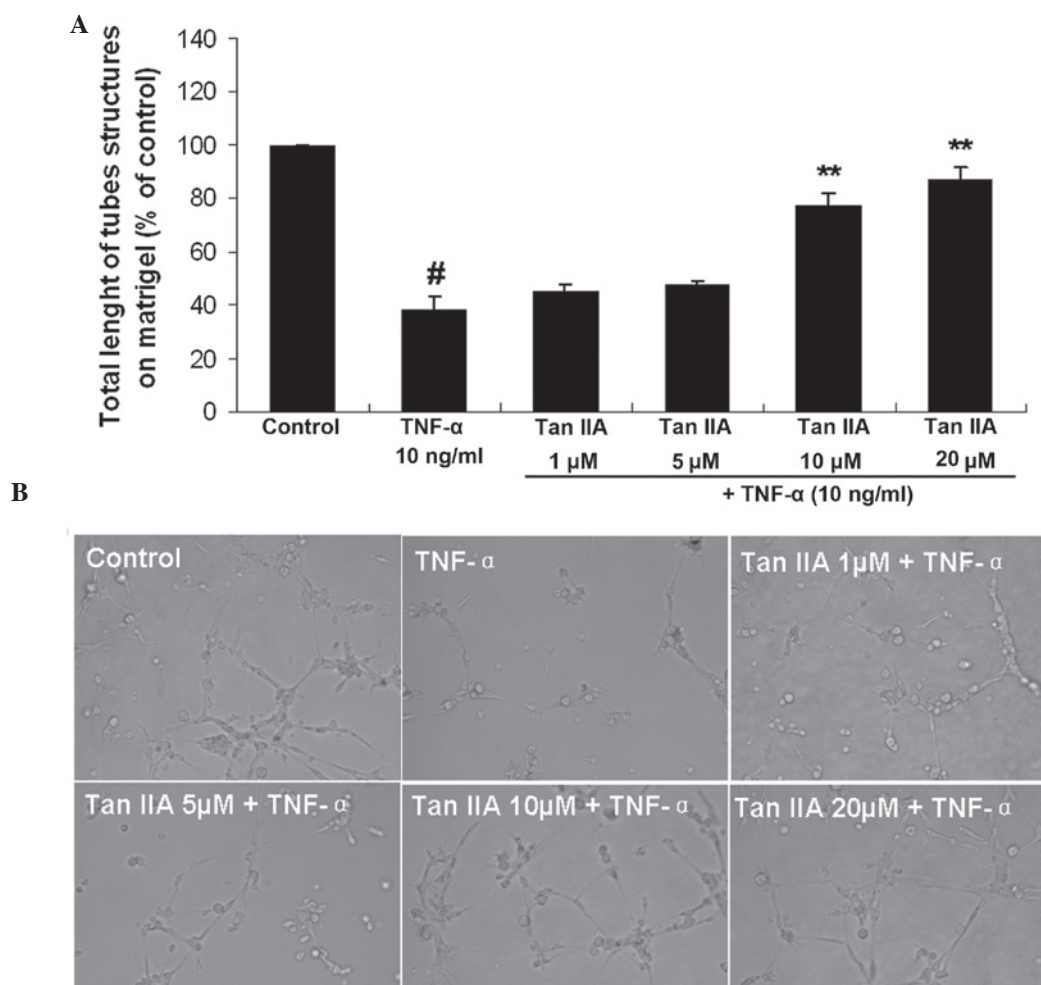 A
Total lenght of tubes structures
on matrigel (% of control)
140
120
100
80
60
40
20
0
#
**
**
Control
TNF-α
10 ng/ml
Tan IIA
1 μM
Tan IIA
5 μM
Tan IIA
10 μM
Tan IIA
20 μM
+ TNF-α (10 ng/ml)
B
Control
TNF-α
Tan IIA 1μM + TNF-α
Tan IIA 5μM + TNF-α
Tan IIA 10μM + TNF-α
Tan IIA 20μM + TNF-α